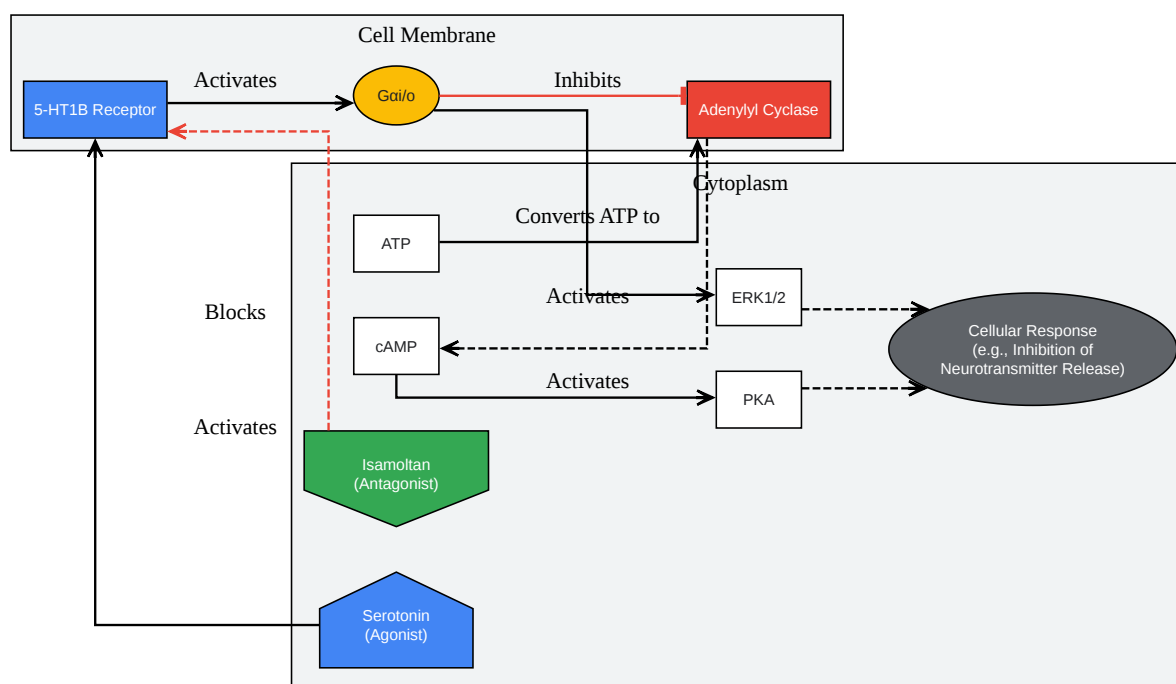 Cell Membrane
Activates
Inhibits
5-HT1B Receptor
Gαi/o
Adenylyl Cyclase
Cytoplasm
Converts ATP to
ATP
Activates
ERK1/2
Blocks
cAMP
Cellular Response
(e.g., Inhibition of
Neurotransmitter Release)
Activates
PKA
Activates
Isamoltan
(Antagonist)
Serotonin
(Agonist)